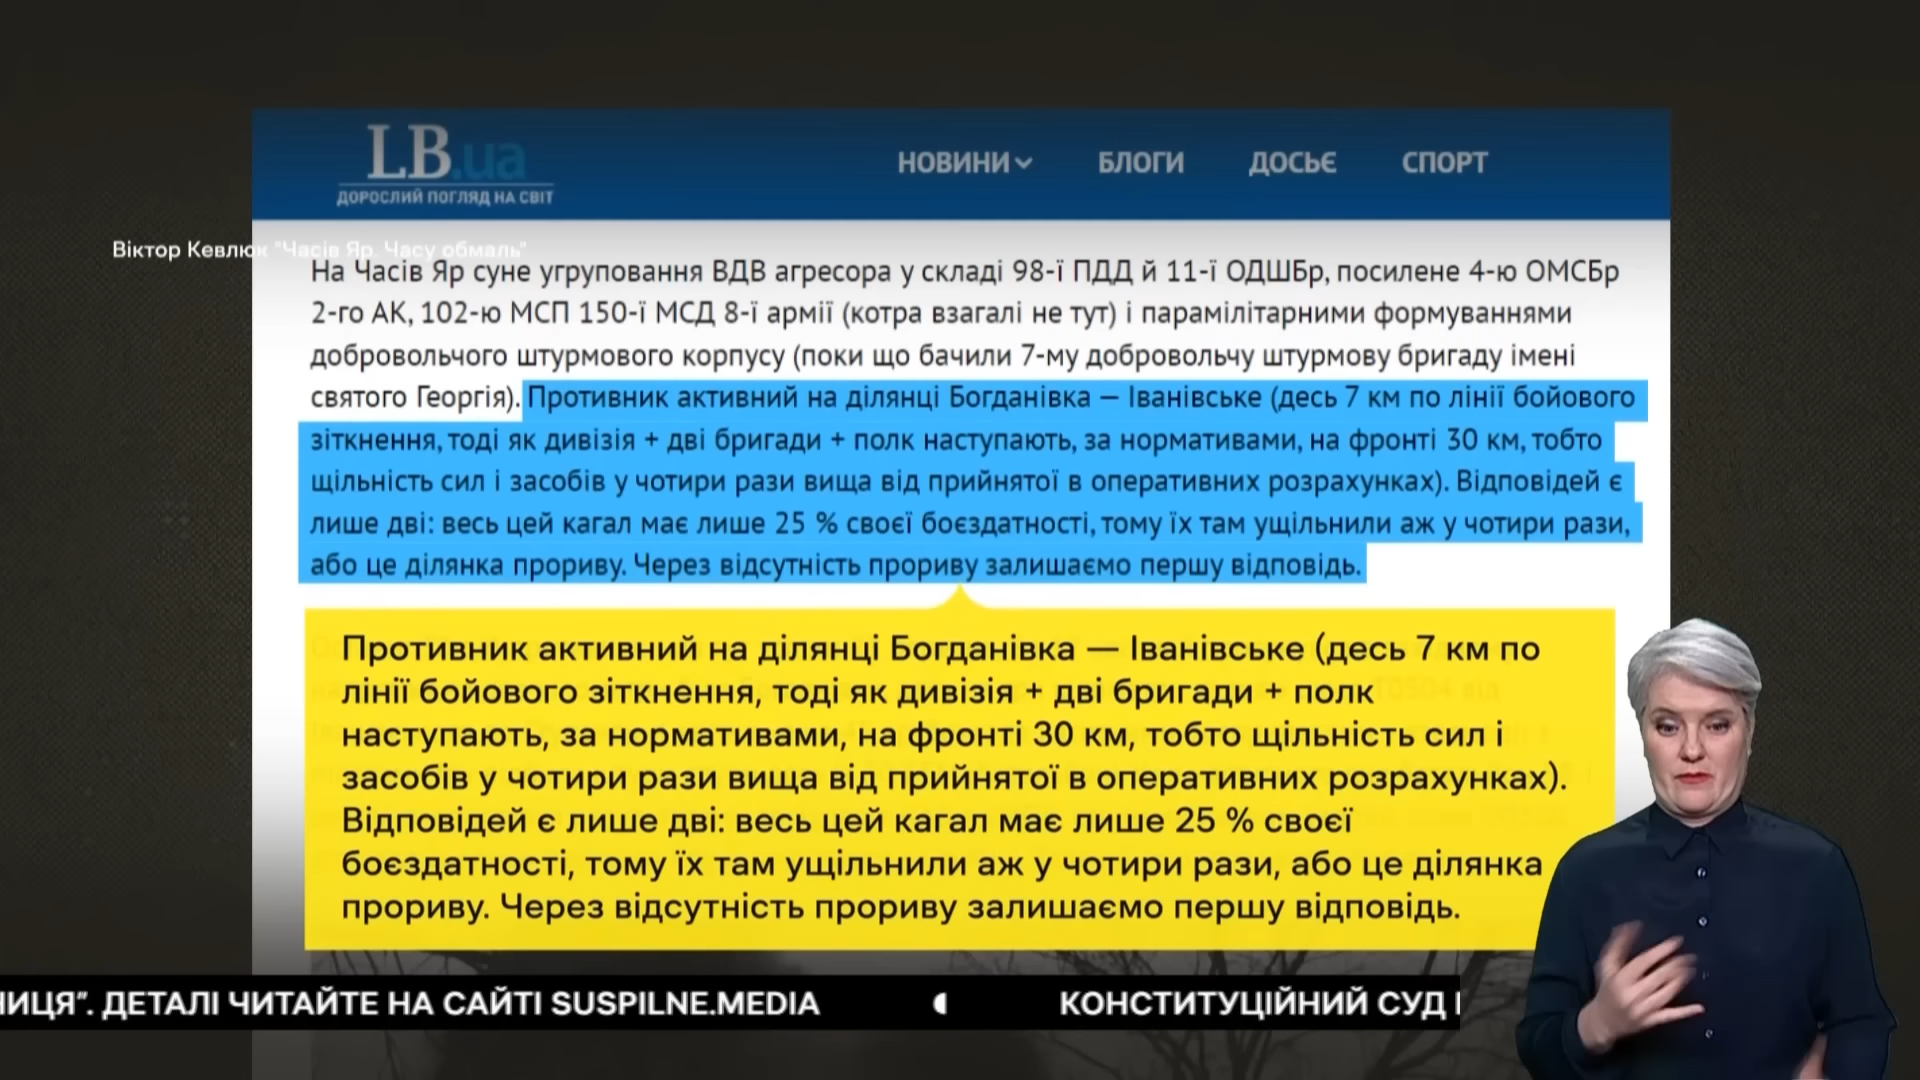 LB.ua
ДОРОСЛИЙ ПОГЛЯД НА СВІТ
НОВИНИ БЛОГИ ДОСЬЄ СПОРТ
Віктор Кевлюк "Часів Яр. Часу обмаль"
На Часів Яр суне угруповання ВДВ агресора у складі 98-ї ПДД й 11-ї ОДШБр, посилене 4-ю ОМСБр
2-го АК, 102-ю МСП 150-ї МСД 8-ї армії (котра взагалі не тут) і парамілітарними формуваннями
добровольчого штурмового корпусу (поки що бачили 7-му добровольчу штурмову бригаду імені
святого Георгія). Противник активний на ділянці Богданівка — Іванівське (десь 7 км по лінії бойового
зіткнення, тоді як дивізія + дві бригади + полк наступають, за нормативами, на фронті 30 км, тобто
щільність сил і засобів у чотири рази вища від прийнятої в оперативних розрахунках). Відповідей є
лише дві: весь цей кагал має лише 25 % своєї боєздатності, тому їх там ущільнили аж у чотири рази,
або це ділянка прориву. Через відсутність прориву залишаємо першу відповідь.
Противник активний на ділянці Богданівка — Іванівське (десь 7 км по
лінії бойового зіткнення, тоді як дивізія + дві бригади + полк
наступають, за нормативами, на фронті 30 км, тобто щільність сил і
засобів у чотири рази вища від прийнятої в оперативних розрахунках).
Відповідей є лише дві: весь цей кагал має лише 25 % своєї
боєздатності, тому їх там ущільнили аж у чотири рази, або це ділянка
прориву. Через відсутність прориву залишаємо першу відповідь.
НИЦЯ". ДЕТАЛІ ЧИТАЙТЕ НА САЙТІ SUSPILNE.MEDIA КОНСТИТУЦІЙНИЙ СУД